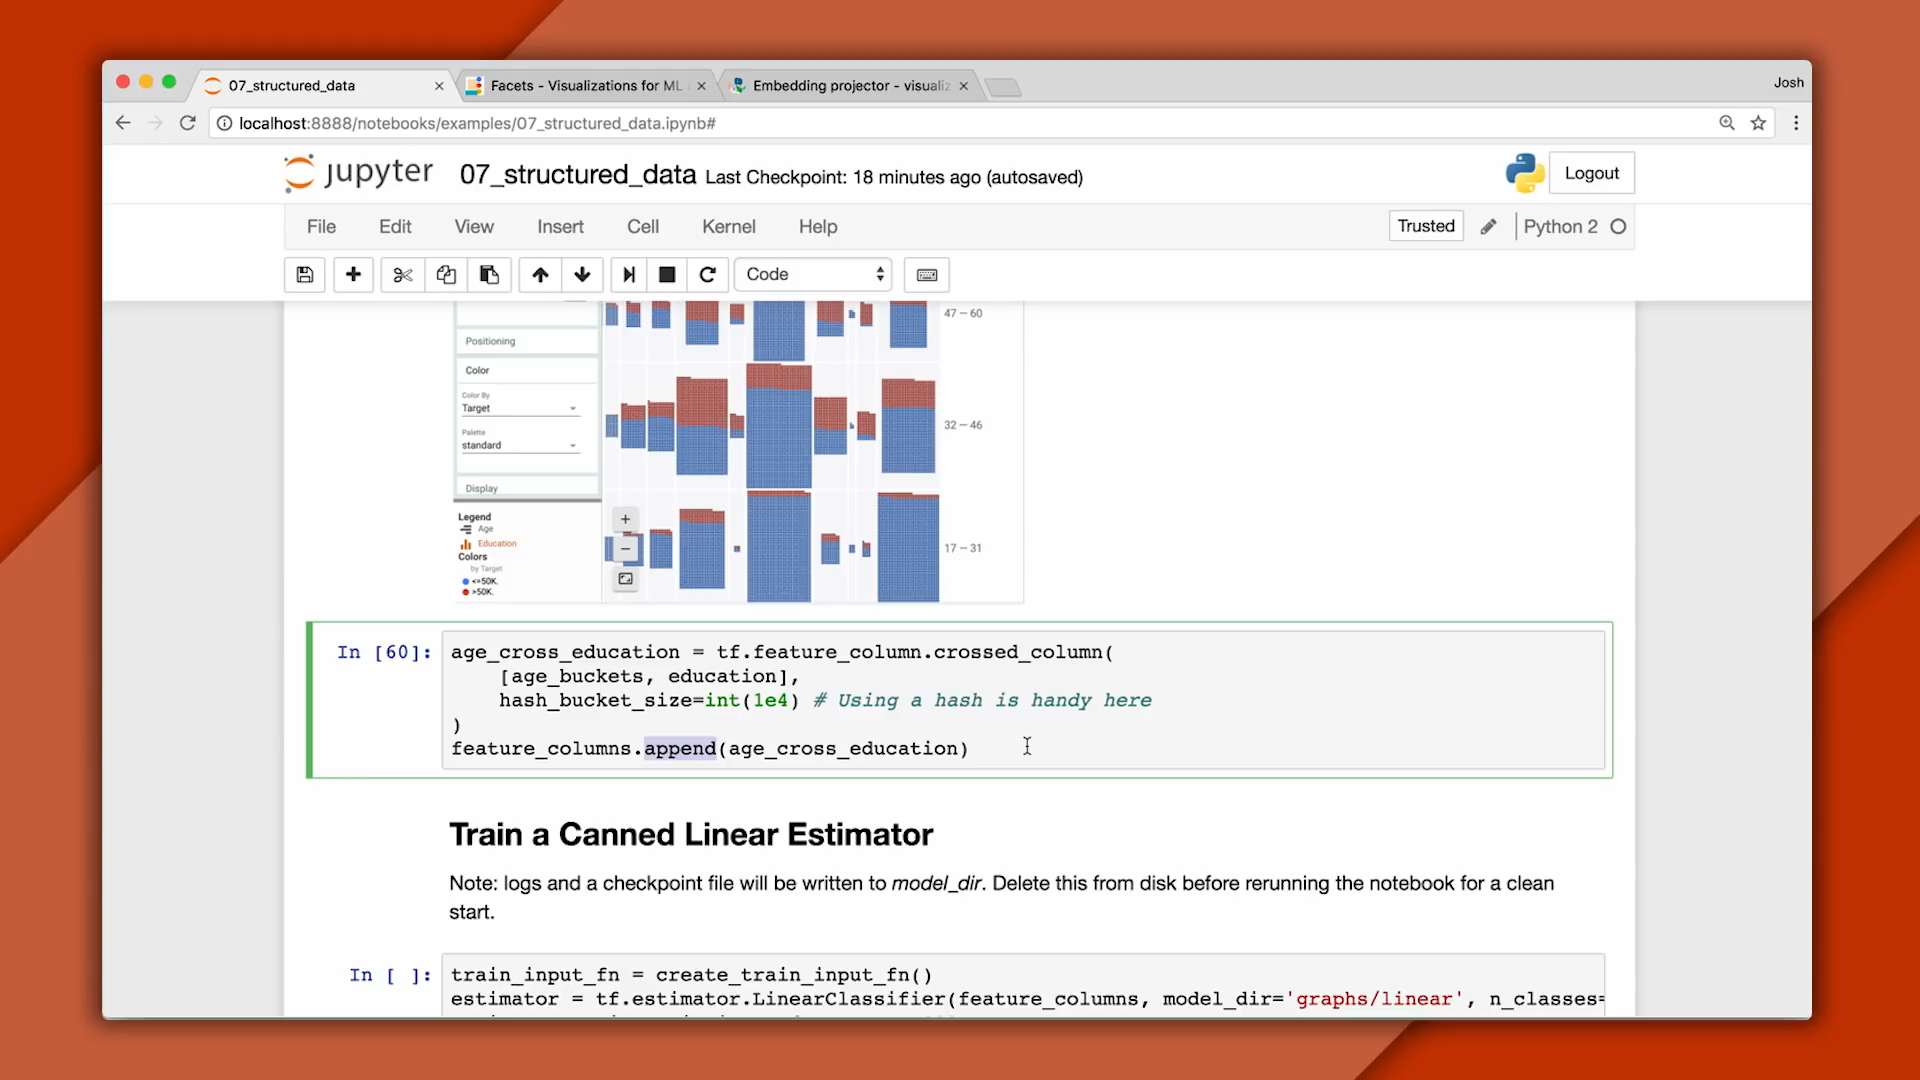 07_structured_data
Facets - Visualizations for ML
Embedding projector - visualiz
Josh
localhost:8888/notebooks/examples/07_structured_data.ipynb#
jupyter
07_structured_data Last Checkpoint: 18 minutes ago (autosaved)
Logout
File Edit View Insert Cell Kernel Help
Trusted
Python 2
Code
47 – 60
Positioning
Color
Color By
Target
32 – 46
Palette
standard
Display
Legend
Age
Education
17 – 31
Colors
by Target
<=50K.
>50K.
In [60]:
age_cross_education = tf.feature_column.crossed_column(
[age_buckets, education],
hash_bucket_size=int(1e4) # Using a hash is handy here
)
feature_columns.append(age_cross_education)
Train a Canned Linear Estimator
Note: logs and a checkpoint file will be written to model_dir. Delete this from disk before rerunning the notebook for a clean
start.
In [ ]:
train_input_fn = create_train_input_fn()
estimator = tf.estimator.LinearClassifier(feature_columns, model_dir='graphs/linear', n_classes=